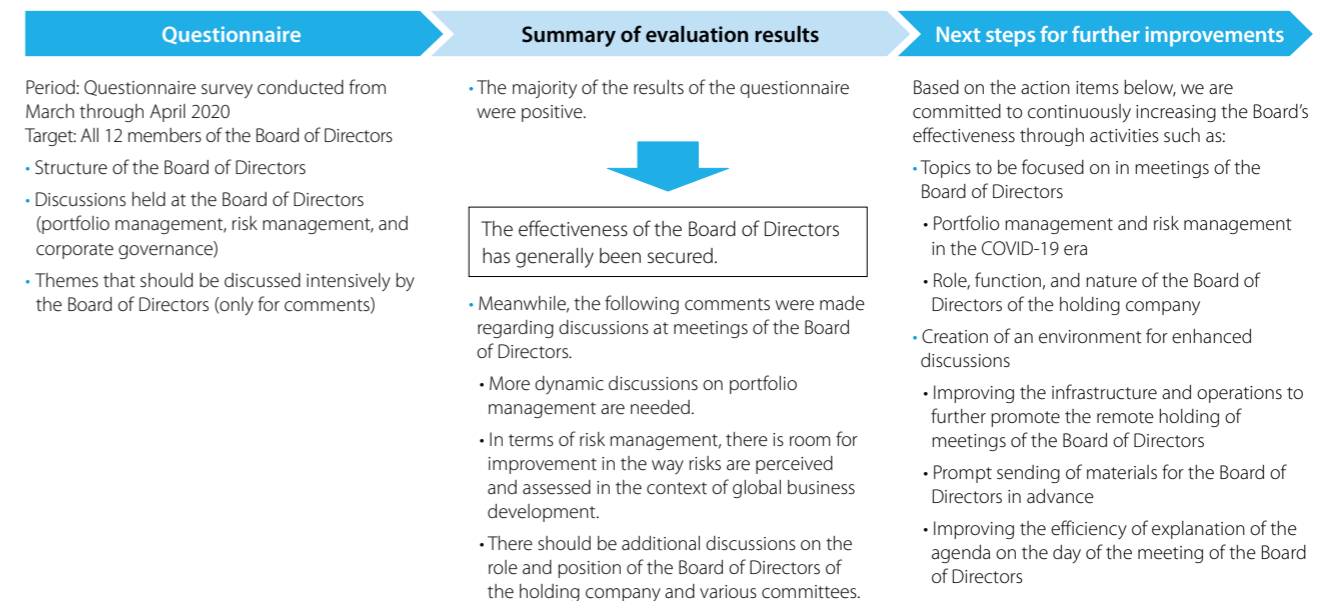 Questionnaire
Period: Questionnaire survey conducted from
March through April 2020
Target: All 12 members of the Board of Directors
• Structure of the Board of Directors
• Discussions held at the Board of Directors
(portfolio management, risk management, and
corporate governance)
• Themes that should be discussed intensively by
the Board of Directors (only for comments)
Summary of evaluation results
• The majority of the results of the questionnaire
were positive.
The effectiveness of the Board of Directors
has generally been secured.
• Meanwhile, the following comments were made
regarding discussions at meetings of the Board
of Directors.
• More dynamic discussions on portfolio
management are needed.
• In terms of risk management, there is room for
improvement in the way risks are perceived
and assessed in the context of global business
development.
• There should be additional discussions on the
role and position of the Board of Directors of
the holding company and various committees.
Next steps for further improvements
Based on the action items below, we are
committed to continuously increasing the Board's
effectiveness through activities such as:
• Topics to be focused on in meetings of the
Board of Directors
• Portfolio management and risk management
in the COVID-19 era
• Role, function, and nature of the Board of
Directors of the holding company
• Creation of an environment for enhanced
discussions
• Improving the infrastructure and operations to
further promote the remote holding of
meetings of the Board of Directors
• Prompt sending of materials for the Board of
Directors in advance
• Improving the efficiency of explanation of the
agenda on the day of the meeting of the Board
of Directors